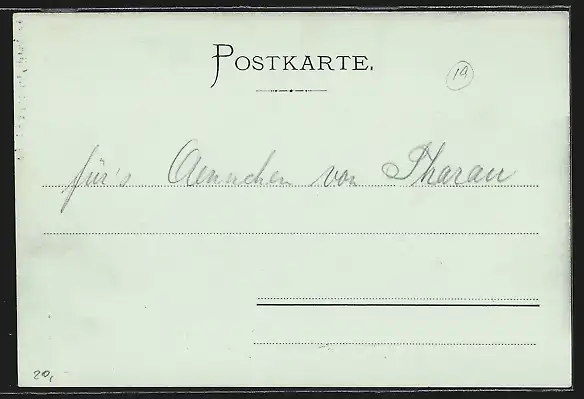 POSTKARTE.
19
für's Aennchen von Tharau
20,